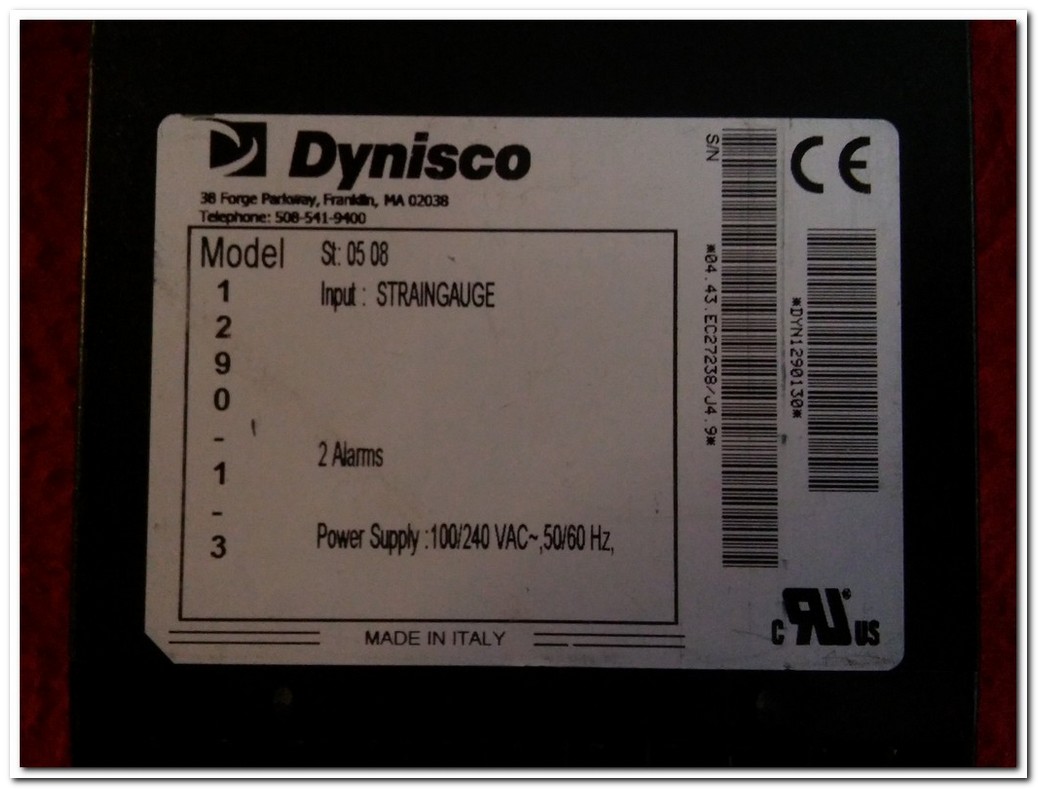 Dynisco
38 Forge Parkway, Franklin, MA 02038
Telephone: 508-541-9400
Model
1
2
9
0
-
1
-
3
St: 05 08
Input : STRAINGAUGE
2 Alarms
Power Supply :100/240 VAC~,50/60 Hz,
MADE IN ITALY
S/N
*04.43.EC27238/J4.9*
*DYN1290130*
CE
c RU® US